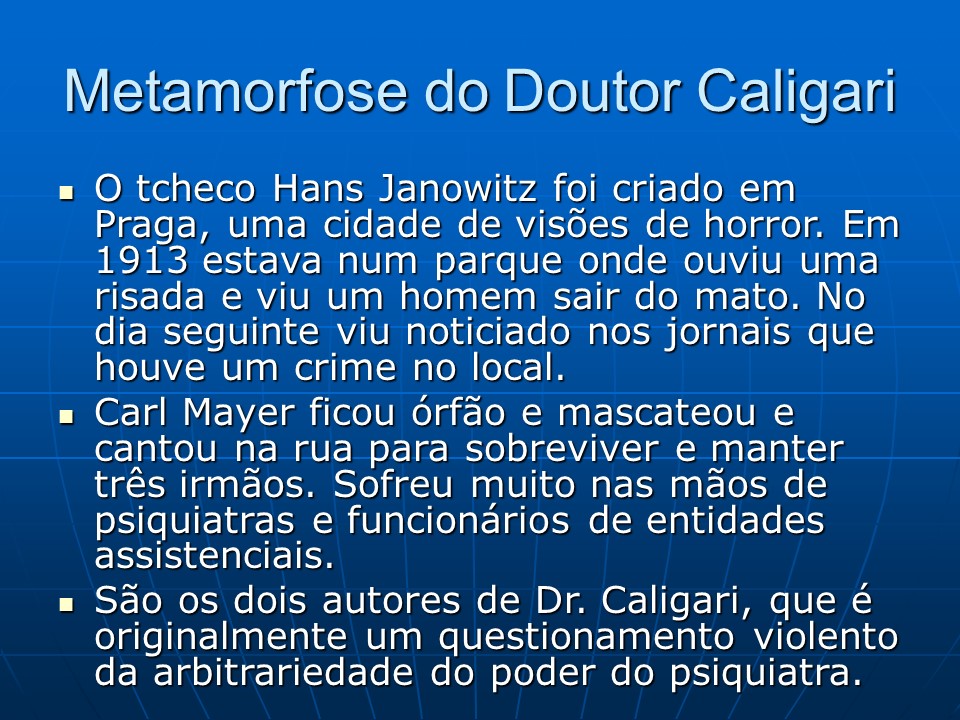 Metamorfose do Doutor Caligari
O tcheco Hans Janowitz foi criado em
Praga, uma cidade de visões de horror. Em
1913 estava num parque onde ouviu uma
risada e viu um homem sair do mato. No
dia seguinte viu noticiado nos jornais que
houve um crime no local.
Carl Mayer ficou órfão e mascateou e
cantou na rua para sobreviver e manter
três irmãos. Sofreu muito nas mãos de
psiquiatras e funcionários de entidades
assistenciais.
São os dois autores de Dr. Caligari, que é
originalmente um questionamento violento
da arbitrariedade do poder do psiquiatra.